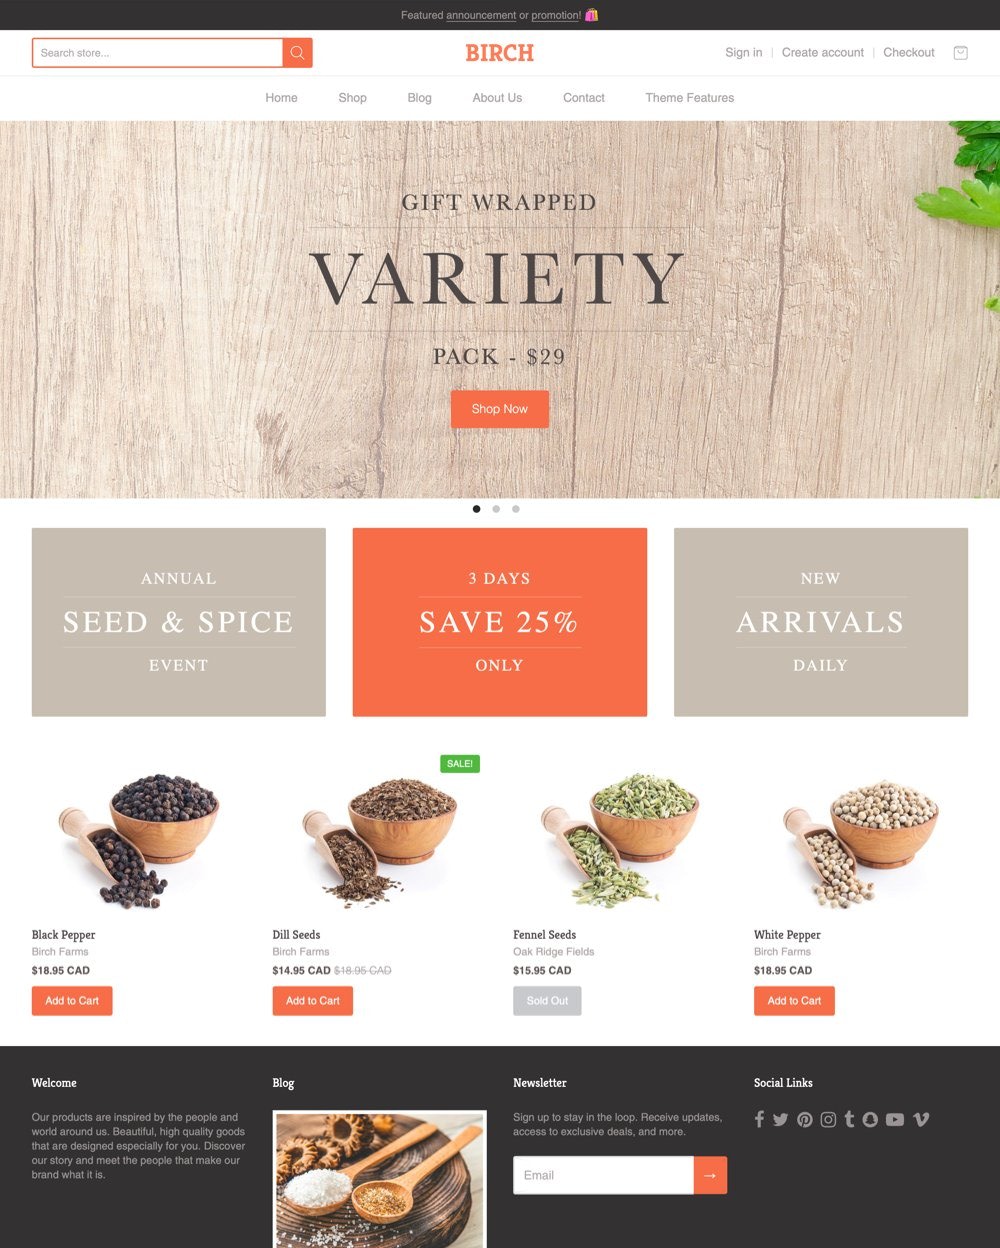 Featured announcement or promotion! 🛍️
Search store...
BIRCH
Sign in | Create account | Checkout
Home Shop Blog About Us Contact Theme Features
GIFT WRAPPED
VARIETY
PACK - $29
Shop Now
ANNUAL
SEED & SPICE
EVENT
3 DAYS
SAVE 25%
ONLY
NEW
ARRIVALS
DAILY
Black Pepper
Birch Farms
$18.95 CAD
Add to Cart
SALE!
Dill Seeds
Birch Farms
$14.95 CAD $18.95 CAD
Add to Cart
Fennel Seeds
Oak Ridge Fields
$15.95 CAD
Sold Out
White Pepper
Birch Farms
$18.95 CAD
Add to Cart
Welcome
Our products are inspired by the people and
world around us. Beautiful, high quality goods
that are designed especially for you. Discover
our story and meet the people that make our
brand what it is.
Blog
Newsletter
Sign up to stay in the loop. Receive updates,
access to exclusive deals, and more.
Email
→
Social Links